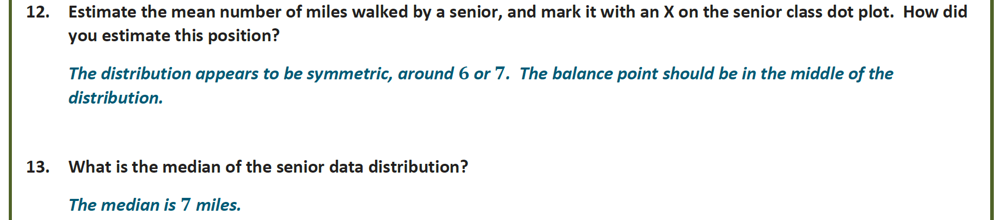 12. Estimate the mean number of miles walked by a senior, and mark it with an X on the senior class dot plot. How did
you estimate this position?
The distribution appears to be symmetric, around 6 or 7. The balance point should be in the middle of the
distribution.
13. What is the median of the senior data distribution?
The median is 7 miles.